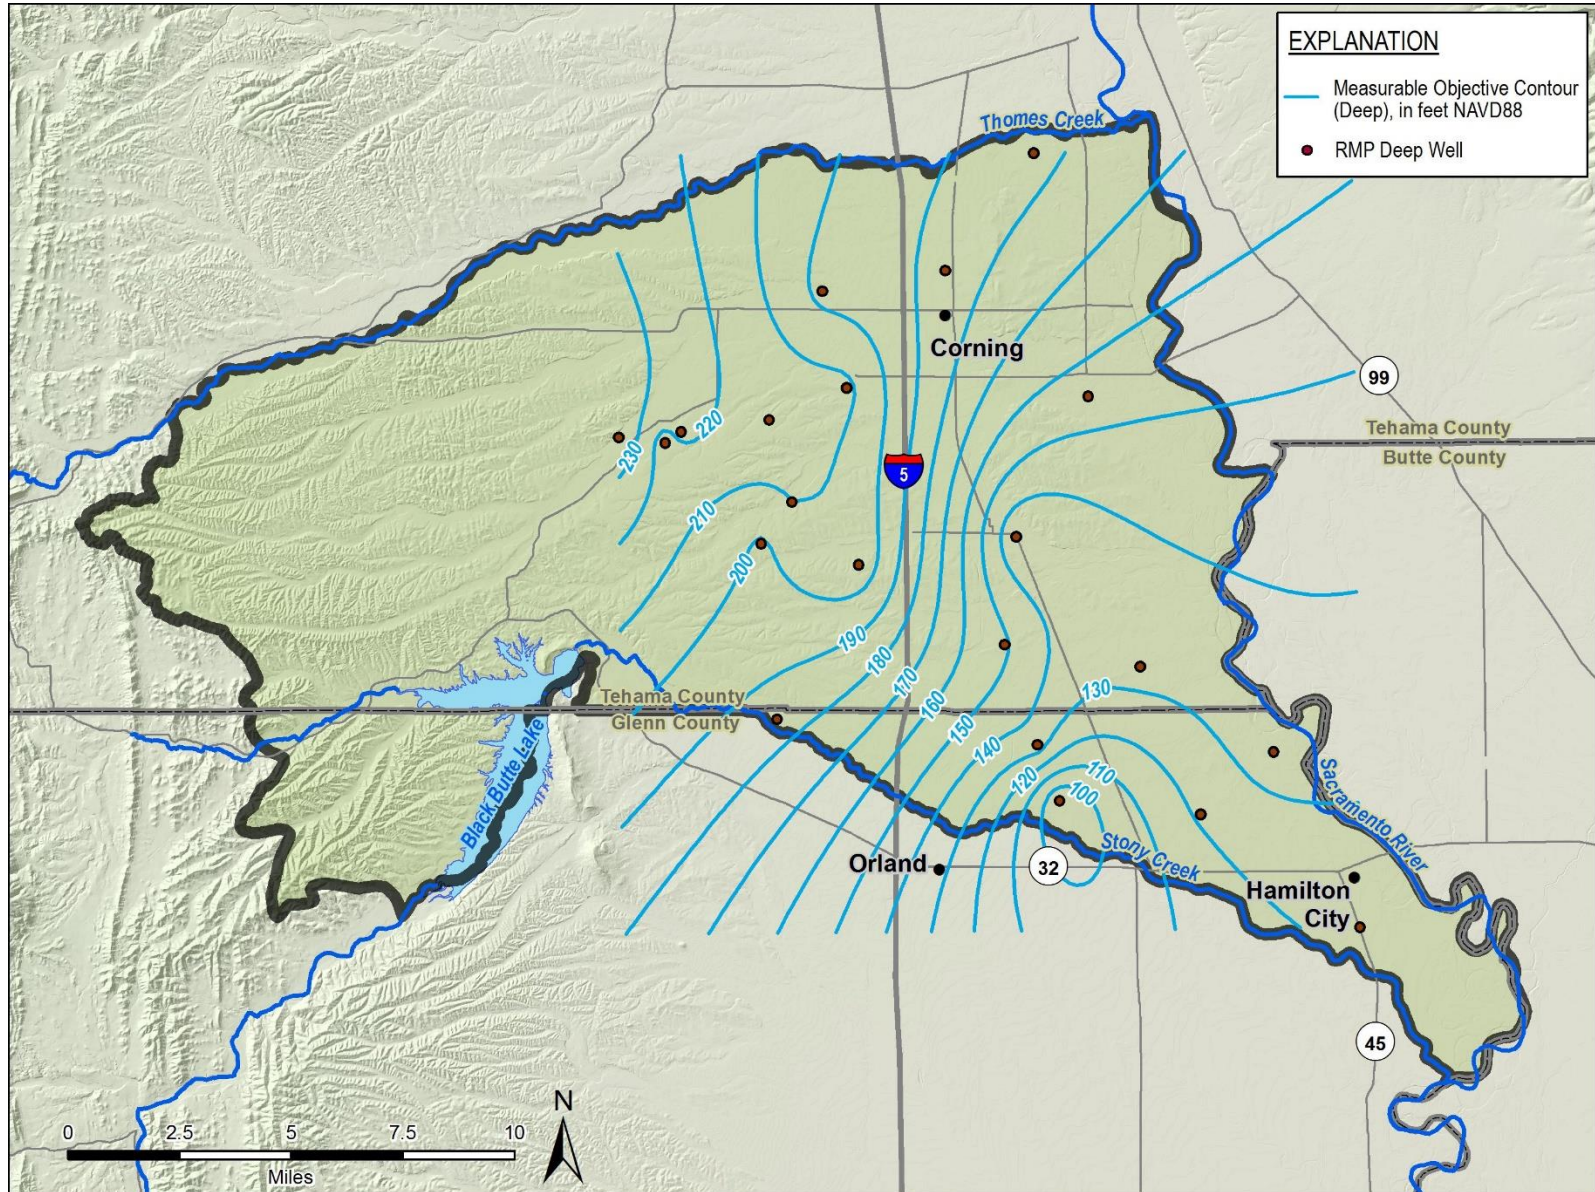 EXPLANATION
Measurable Objective Contour
(Deep), in feet NAVD88
RMP Deep Well
Thomes Creek
Corning
99
Tehama County
Butte County
220
230
5
210
200
190
180
170
160
150
140
130
120
110
100
Tehama County
Glenn County
Black Butte Lake
Sacramento River
Stony Creek
Orland
32
Hamilton
City
45
N
0 2.5 5 7.5 10
Miles